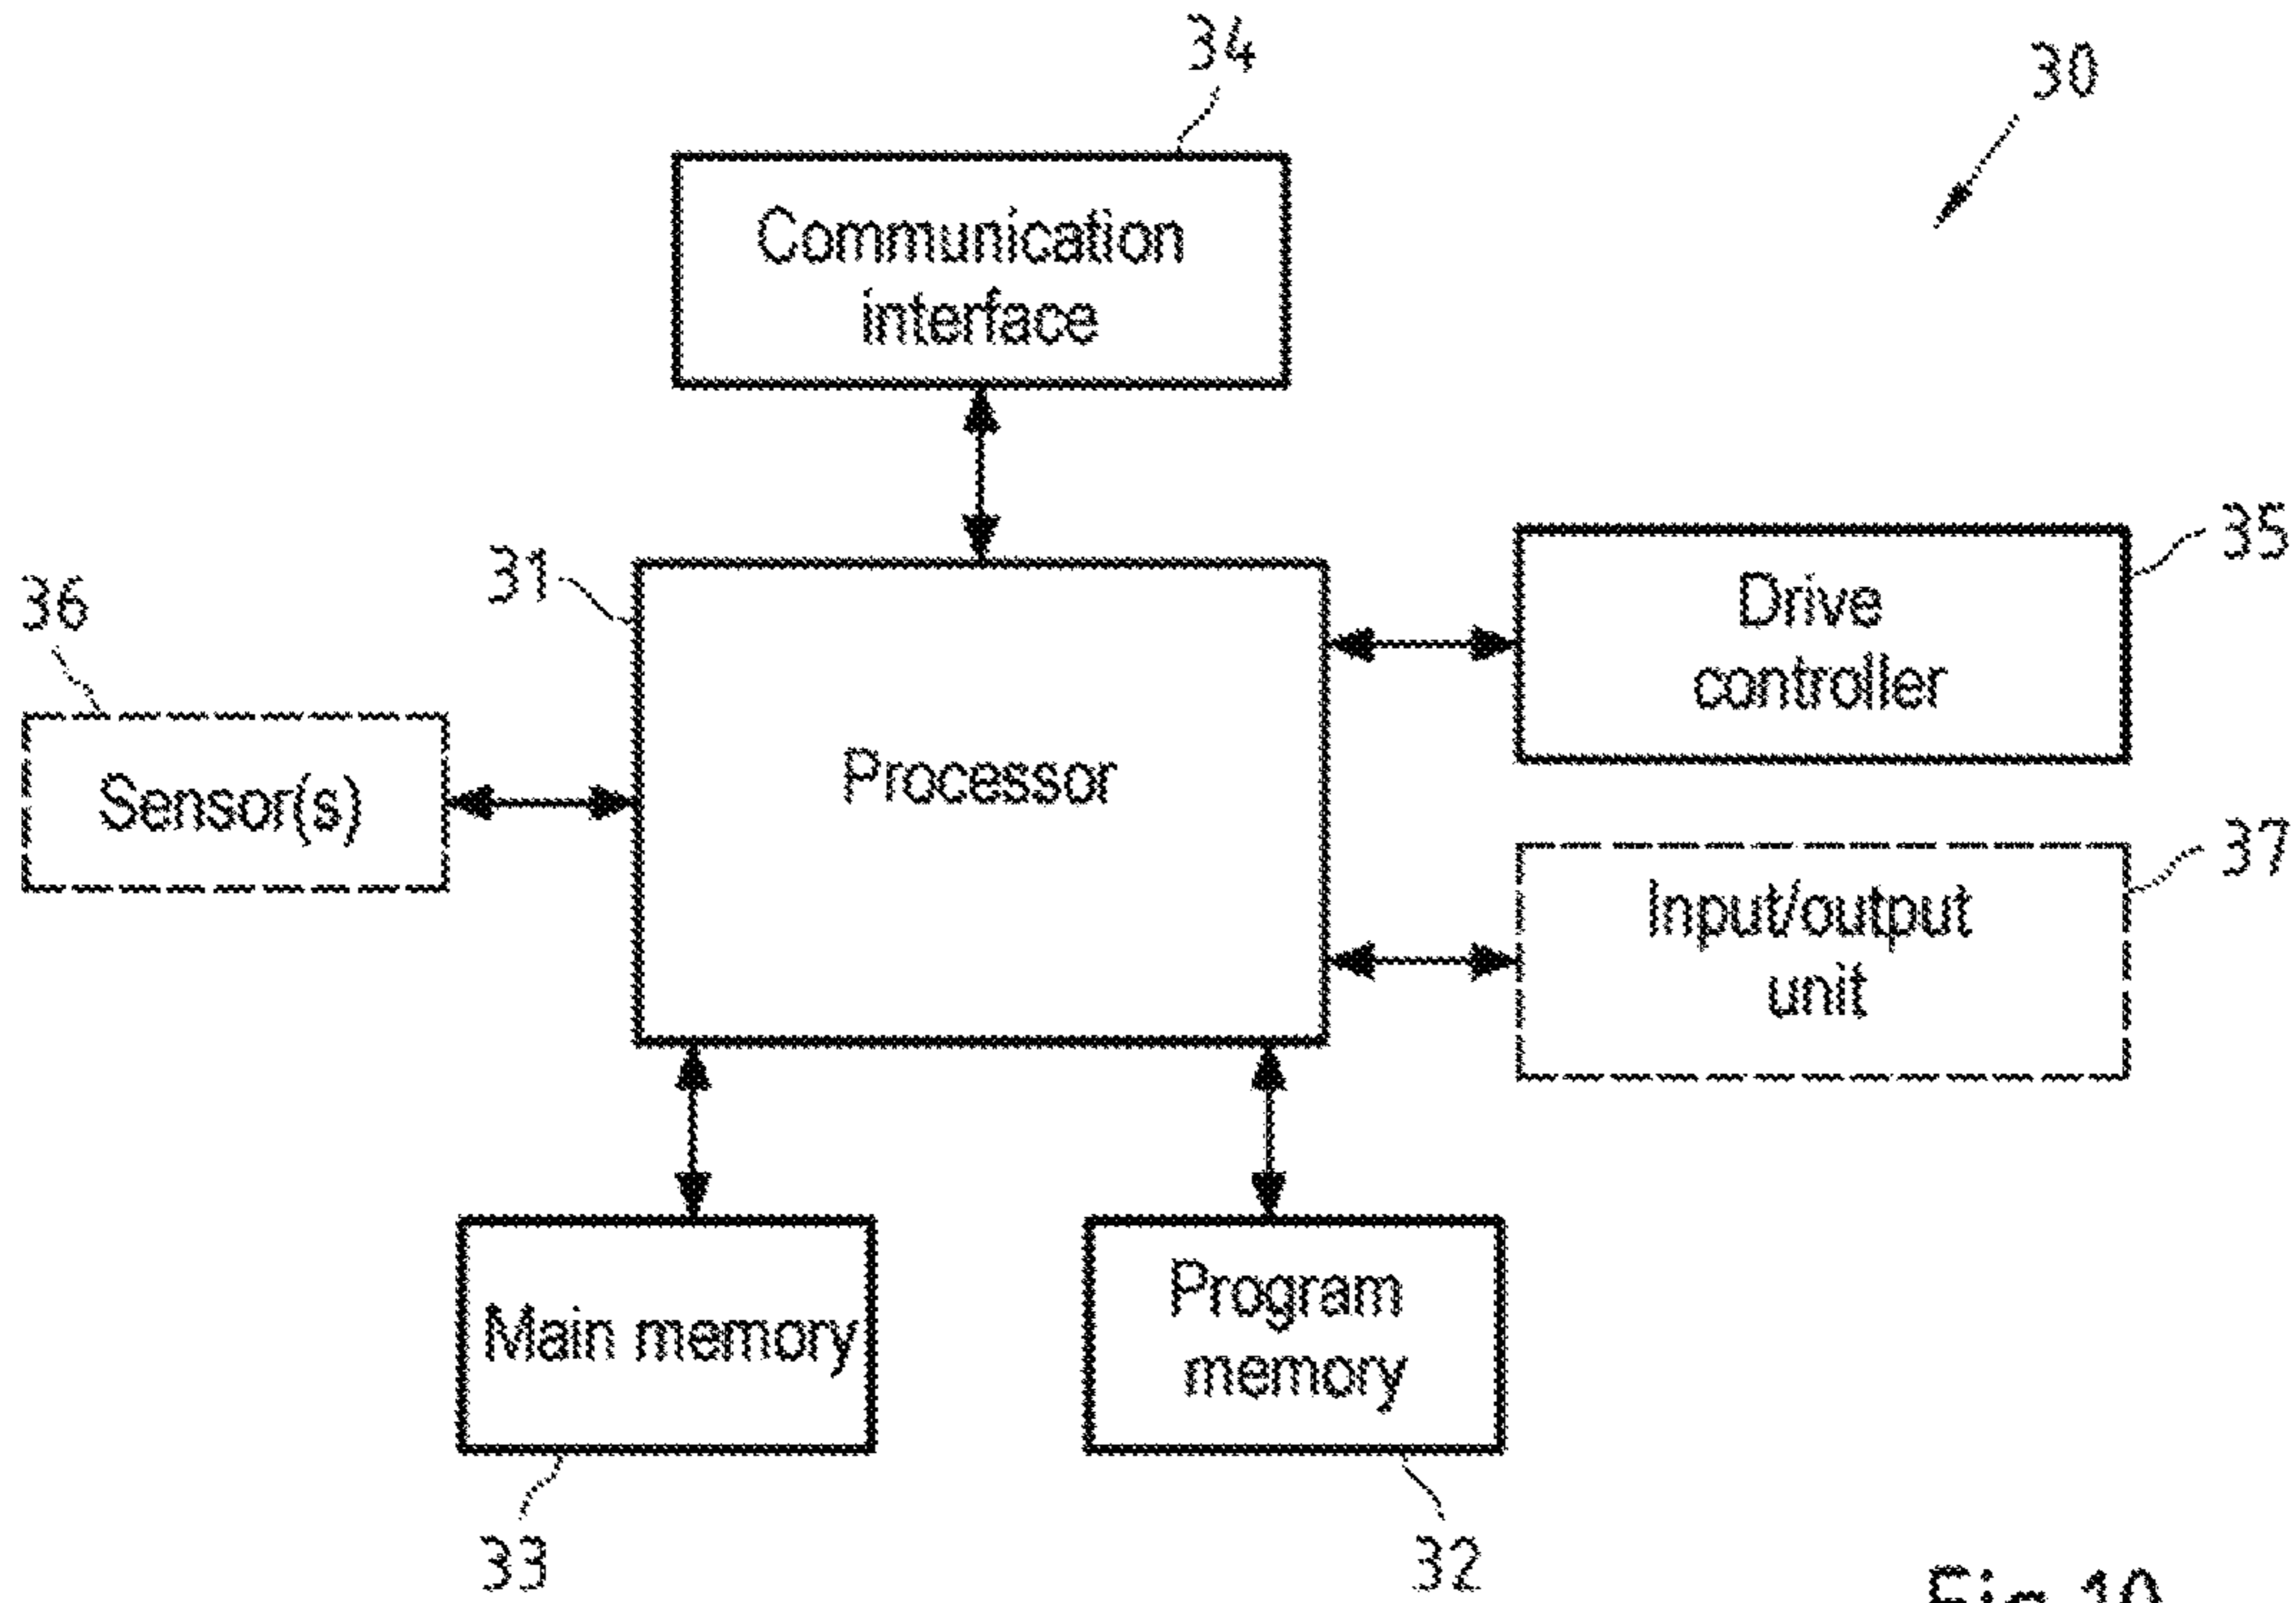 34
30
Communication
interface
31
35
36
Drive
controller
Sensor(s)
Processor
37
Input/output
unit
Main memory
Program
memory
33
32
Fig.10